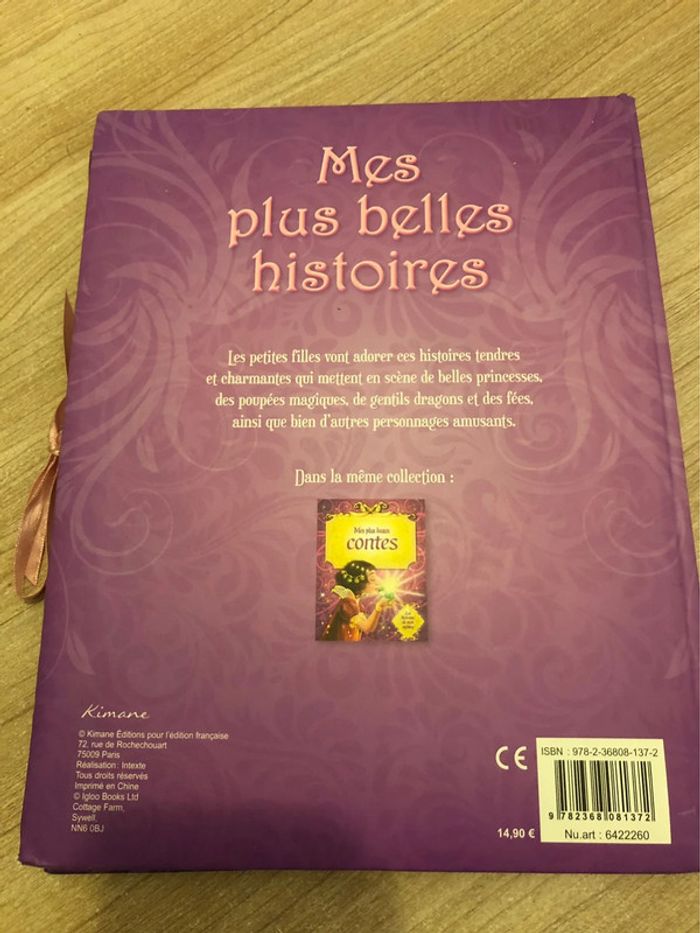 Mes
plus belles
histoires
Les petites filles vont adorer ces histoires tendres
et charmantes qui mettent en scène de belles princesses,
des poupées magiques, de gentils dragons et des fées,
ainsi que bien d'autres personnages amusants.
Dans la même collection :
Mes plus beaux
contes
Kimane
© Kimane Éditions pour l'édition française
72, rue de Rochechouart
75009 Paris
Réalisation : Intexte
Tous droits réservés
Imprimé en Chine
© Igloo Books Ltd
Cottage Farm,
Sywell,
NN6 0BJ
CE
14,90 €
ISBN : 978-2-36808-137-2
9 782368 081372
Nu.art : 6422260